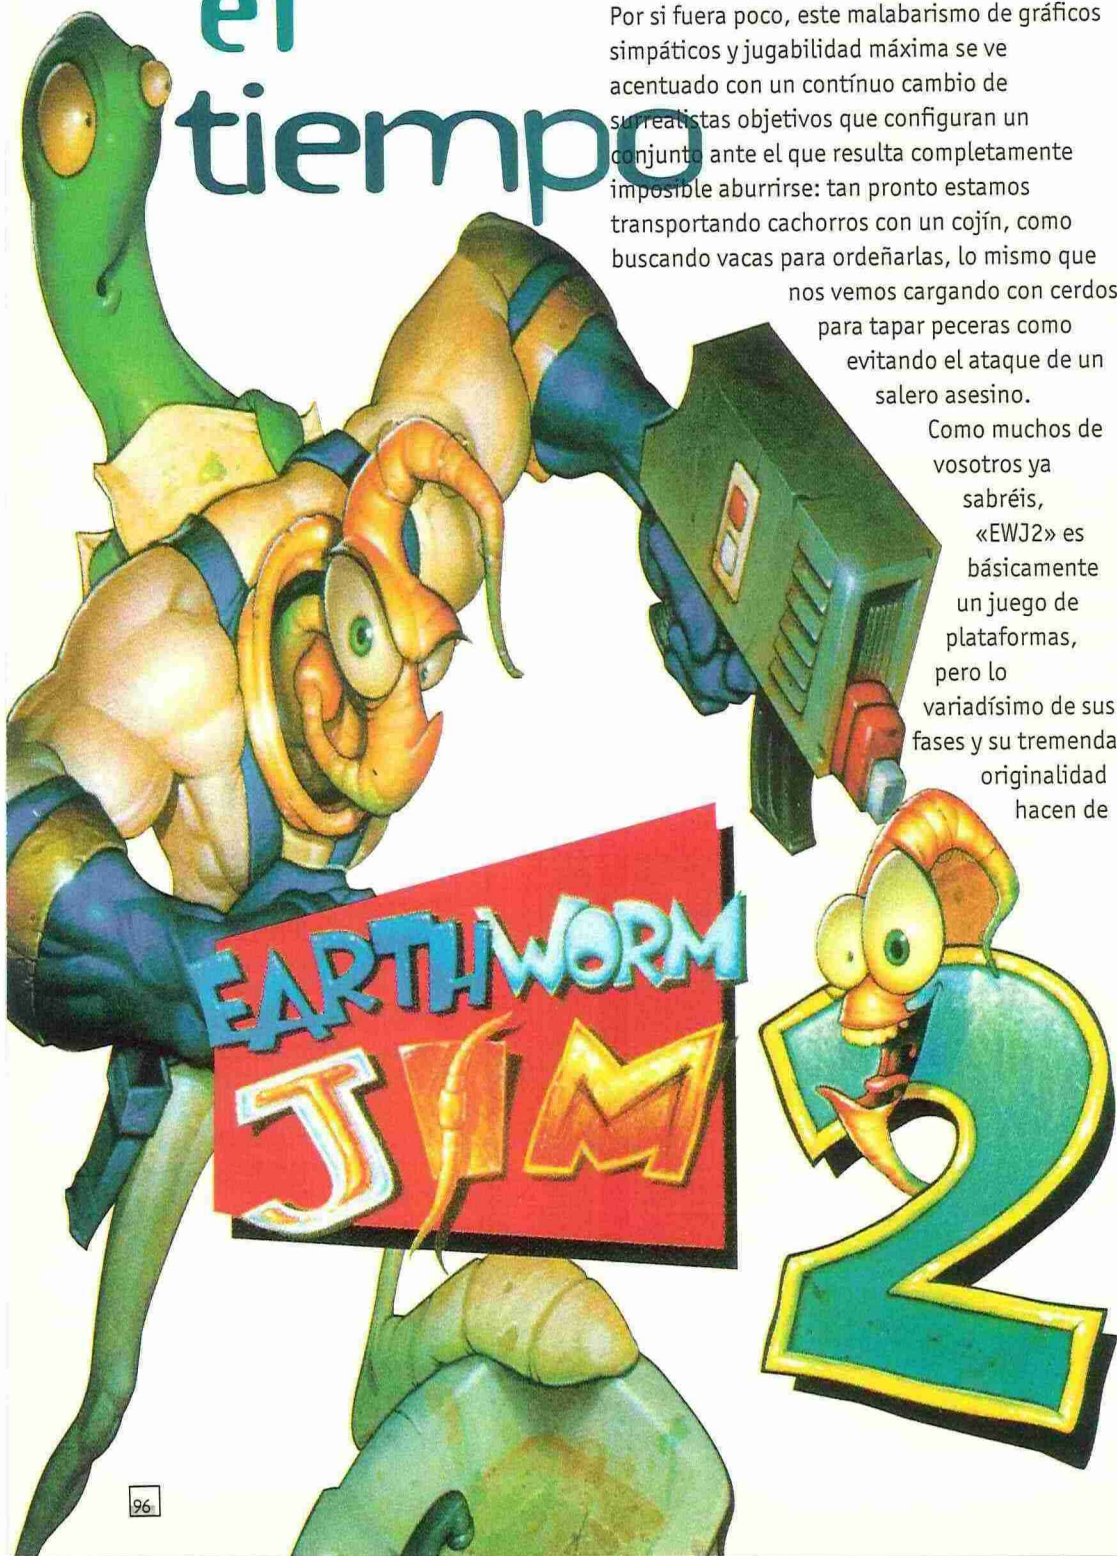 el
tiempo
Por si fuera poco, este malabarismo de gráficos
simpáticos y jugabilidad máxima se ve
acentuado con un contínuo cambio de
surrealistas objetivos que configuran un
conjunto ante el que resulta completamente
imposible aburrirse: tan pronto estamos
transportando cachorros con un cojín, como
buscando vacas para ordeñarlas, lo mismo que
nos vemos cargando con cerdos
para tapar peceras como
evitando el ataque de un
salero asesino.
Como muchos de
vosotros ya
sabréis,
«EWJ2» es
básicamente
un juego de
plataformas,
pero lo
variadísimo de sus
fases y su tremenda
originalidad
hacen de
EARTHWORM
JIM
2
96